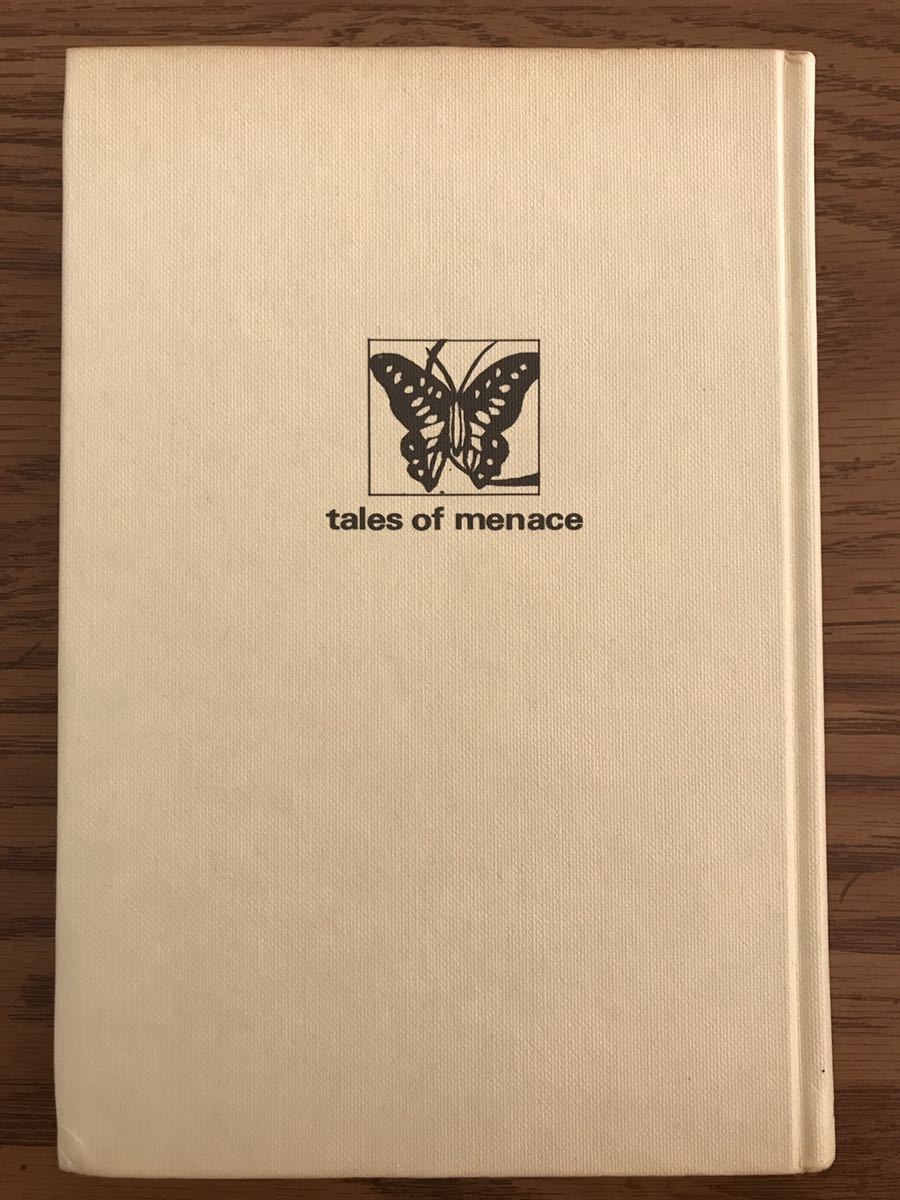 tales of menace